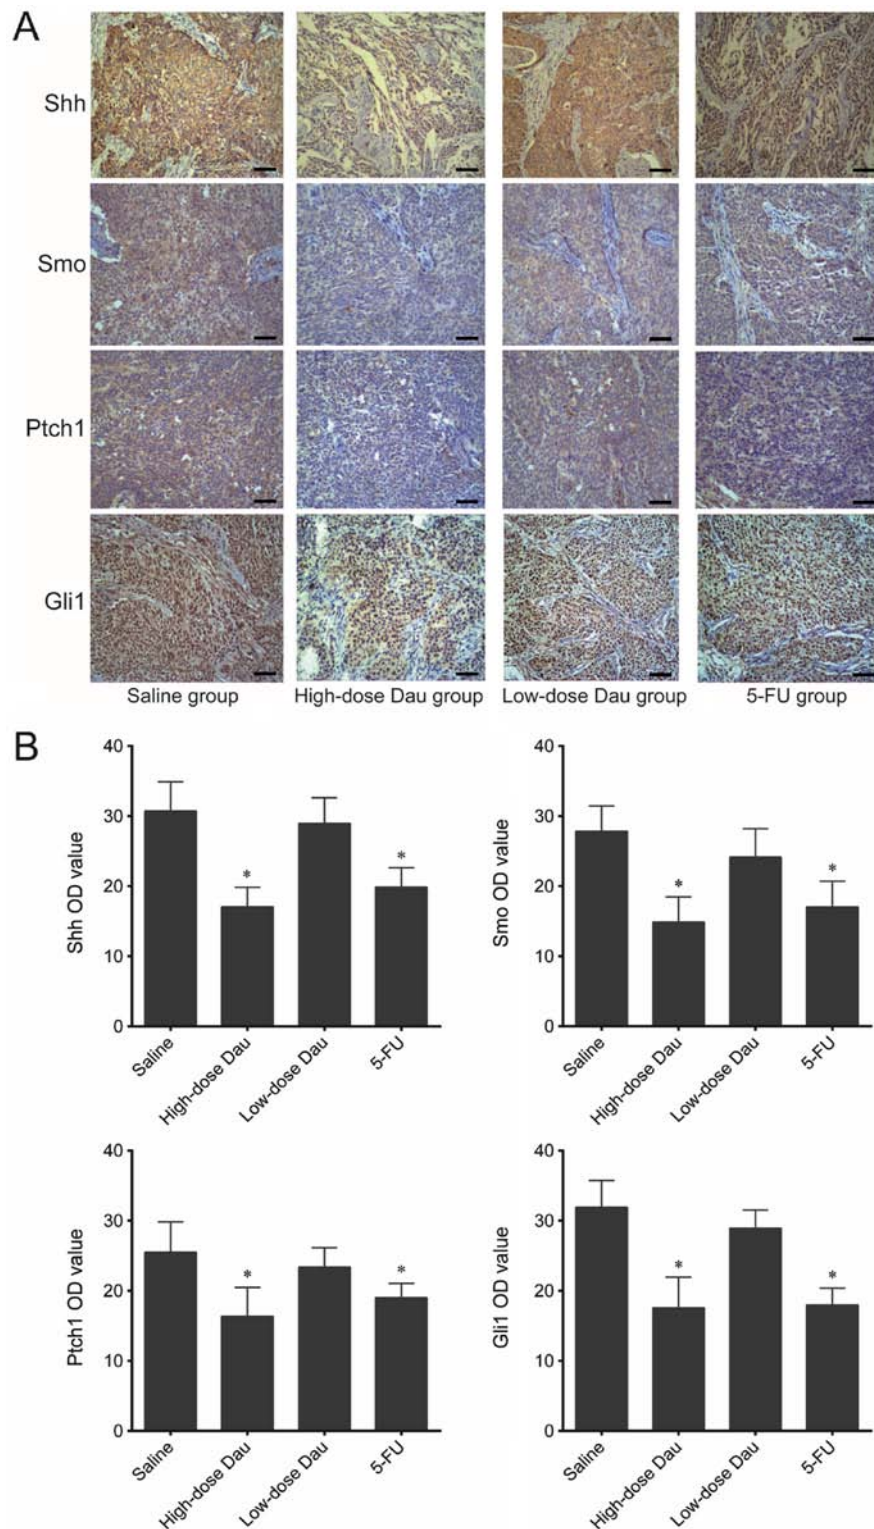 A
Shh
Smo
Ptch1
Gli1
Saline group High-dose Dau group Low-dose Dau group 5-FU group
B
40
30
20
10
0
Shh OD value
*
*
Saline
High-dose Dau
Low-dose Dau
5-FU
40
30
20
10
0
Smo OD value
*
*
Saline
High-dose Dau
Low-dose Dau
5-FU
40
30
20
10
0
Ptch1 OD value
*
*
Saline
High-dose Dau
Low-dose Dau
5-FU
40
30
20
10
0
Gli1 OD value
*
*
Saline
High-dose Dau
Low-dose Dau
5-FU